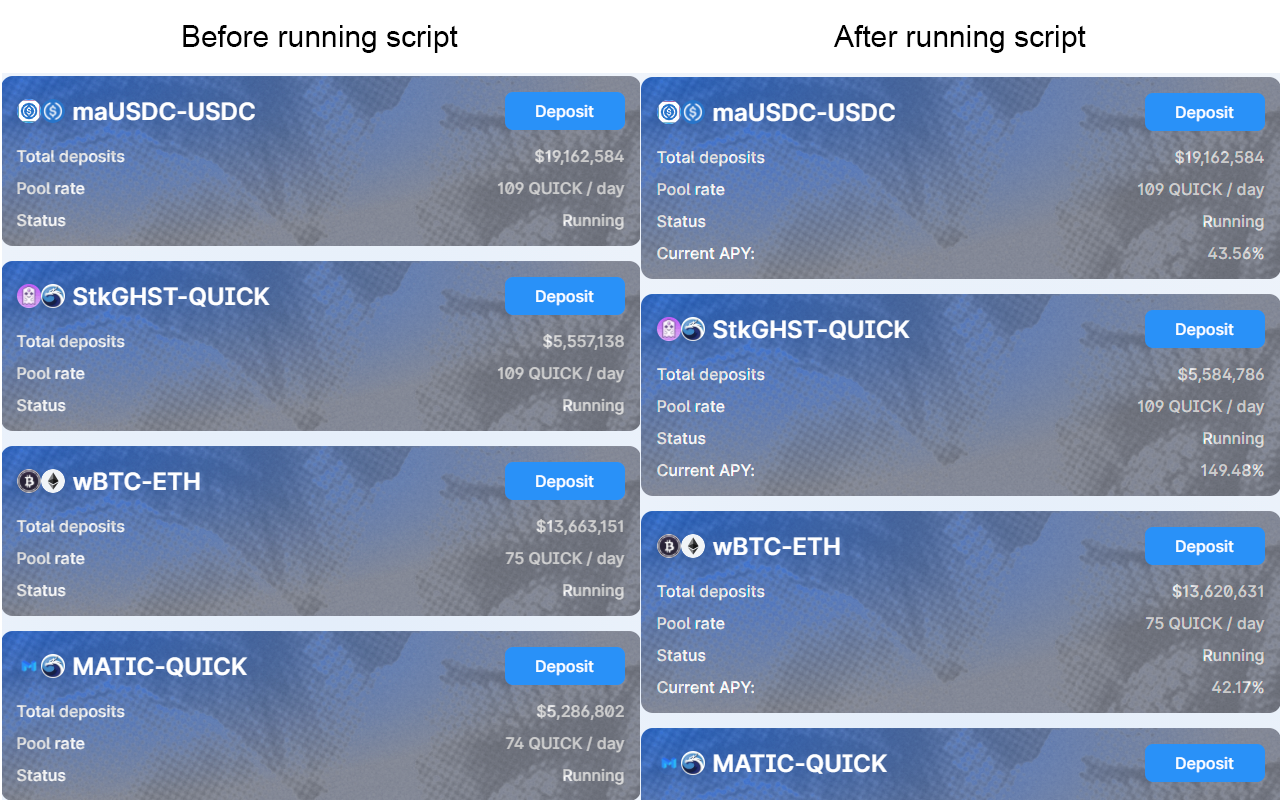 Before running script
maUSDC-USDC
Deposit
Total deposits $19,162,584
Pool rate 109 QUICK / day
Status Running
StkGHST-QUICK
Deposit
Total deposits $5,557,138
Pool rate 109 QUICK / day
Status Running
wBTC-ETH
Deposit
Total deposits $13,663,151
Pool rate 75 QUICK / day
Status Running
MATIC-QUICK
Deposit
Total deposits $5,286,802
Pool rate 74 QUICK / day
Status Running
After running script
maUSDC-USDC
Deposit
Total deposits $19,162,584
Pool rate 109 QUICK / day
Status Running
Current APY: 43.56%
StkGHST-QUICK
Deposit
Total deposits $5,584,786
Pool rate 109 QUICK / day
Status Running
Current APY: 149.48%
wBTC-ETH
Deposit
Total deposits $13,620,631
Pool rate 75 QUICK / day
Status Running
Current APY: 42.17%
MATIC-QUICK
Deposit